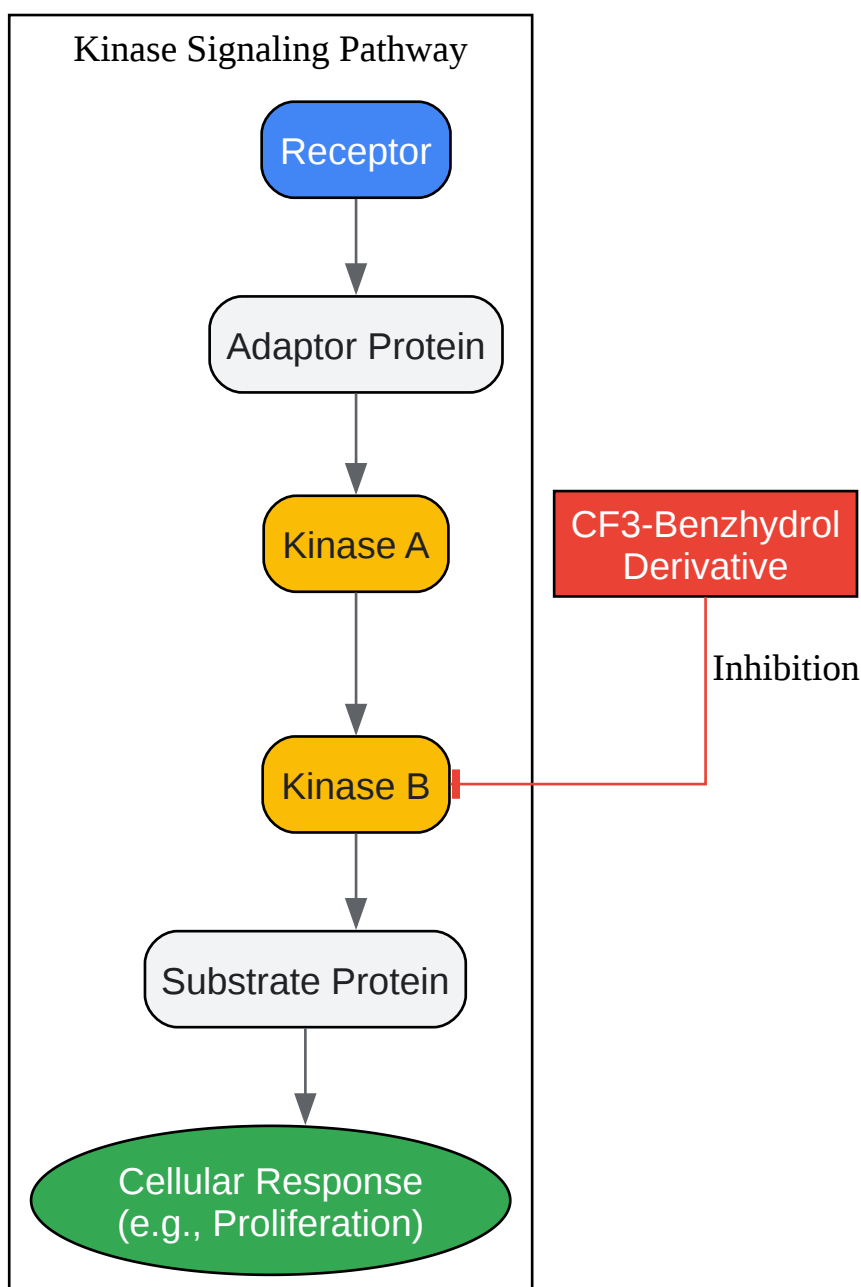 Kinase Signaling Pathway
Receptor
Adaptor Protein
Kinase A
CF3-Benzhydrol
Derivative
Inhibition
Kinase B
Substrate Protein
Cellular Response
(e.g., Proliferation)